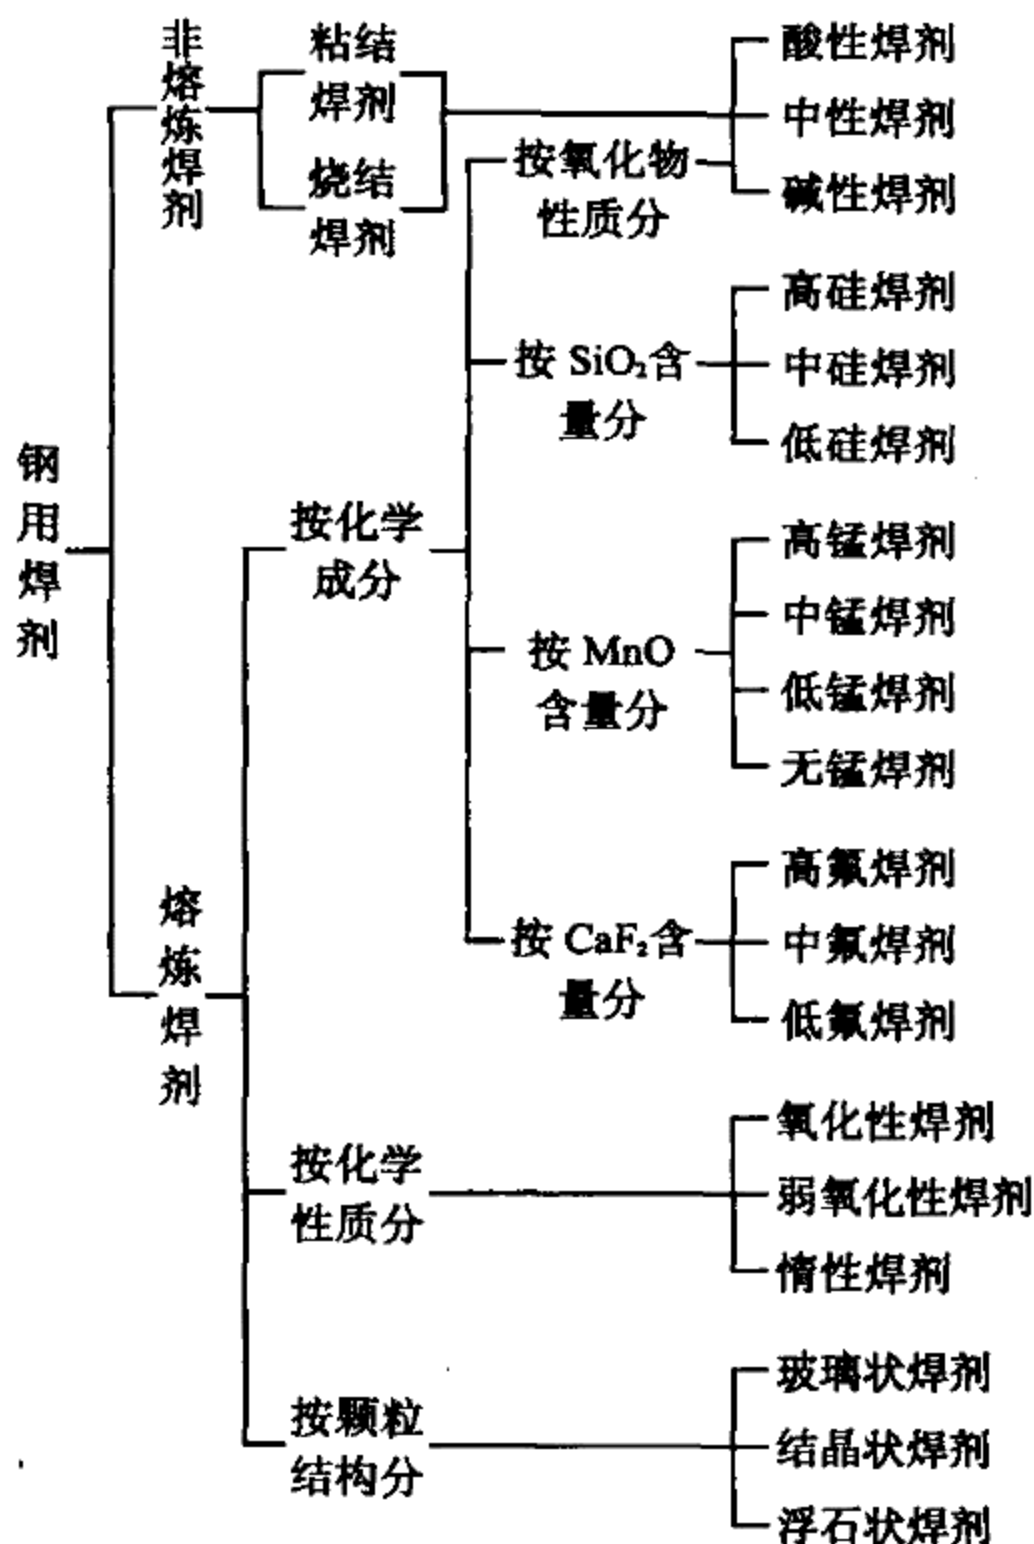 钢用焊剂
非熔炼焊剂
粘结
焊剂
烧结
焊剂
酸性焊剂
中性焊剂
碱性焊剂
熔炼焊剂
按化学
成分
按氧化物
性质分
按 SiO₂含
量分
高硅焊剂
中硅焊剂
低硅焊剂
按 MnO
含量分
高锰焊剂
中锰焊剂
低锰焊剂
无锰焊剂
按 CaF₂含
量分
高氟焊剂
中氟焊剂
低氟焊剂
按化学
性质分
氧化性焊剂
弱氧化性焊剂
惰性焊剂
按颗粒
结构分
玻璃状焊剂
结晶状焊剂
浮石状焊剂